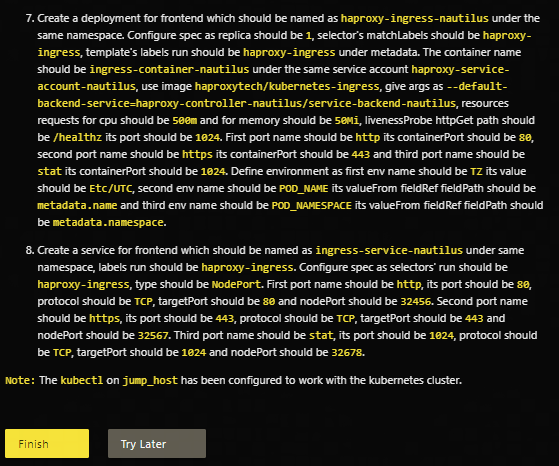 7. Create a deployment for frontend which should be named as haproxy-ingress-nautilus under the
same namespace. Configure spec as replica should be 1, selector's matchLabels should be haproxy-
ingress, template's labels run should be haproxy-ingress under metadata. The container name
should be ingress-container-nautilus under the same service account haproxy-service-
account-nautilus, use image haproxytech/kubernetes-ingress, give args as --default-
backend-service=haproxy-controller-nautilus/service-backend-nautilus, resources
requests for cpu should be 500m and for memory should be 50Mi, livenessProbe httpGet path should
be /healthz its port should be 1024. First port name should be http its containerPort should be 80,
second port name should be https its containerPort should be 443 and third port name should be
stat its containerPort should be 1024. Define environment as first env name should be TZ its value
should be Etc/UTC, second env name should be POD_NAME its valueFrom fieldRef fieldPath should be
metadata.name and third env name should be POD_NAMESPACE its valueFrom fieldRef fieldPath should
be metadata.namespace.
8. Create a service for frontend which should be named as ingress-service-nautilus under same
namespace, labels run should be haproxy-ingress. Configure spec as selectors' run should be
haproxy-ingress, type should be NodePort. First port name should be http, its port should be 80,
protocol should be TCP, targetPort should be 80 and nodePort should be 32456. Second port name
should be https, its port should be 443, protocol should be TCP, targetPort should be 443 and
nodePort should be 32567. Third port name should be stat, its port should be 1024, protocol should
be TCP, targetPort should be 1024 and nodePort should be 32678.
Note: The kubectl on jump_host has been configured to work with the kubernetes cluster.
Finish
Try Later